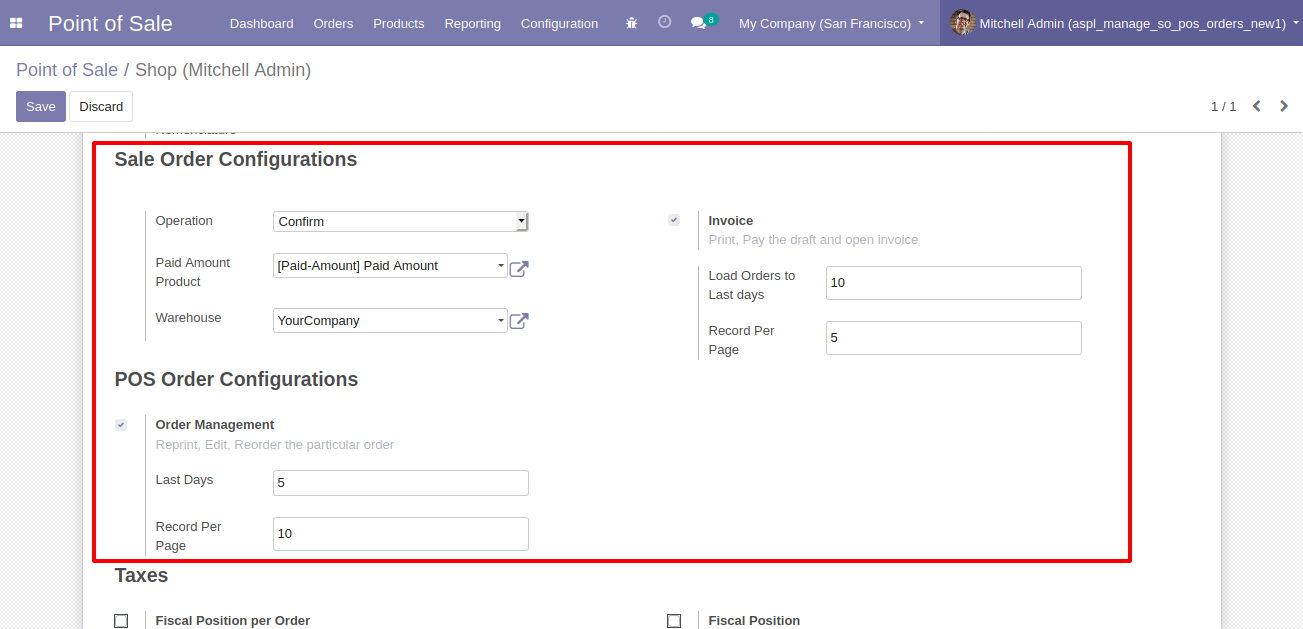 Point of Sale Dashboard Orders Products Reporting Configuration 8 My Company (San Francisco) Mitchell Admin (aspl_manage_so_pos_orders_new1)
Point of Sale / Shop (Mitchell Admin)
Save Discard 1 / 1
Sale Order Configurations
Operation Confirm
Invoice
Print, Pay the draft and open invoice
Paid Amount
Product
[Paid-Amount] Paid Amount
Load Orders to
Last days
10
Warehouse YourCompany
Record Per
Page
5
POS Order Configurations
Order Management
Reprint, Edit, Reorder the particular order
Last Days 5
Record Per
Page
10
Taxes
Fiscal Position per Order Fiscal Position